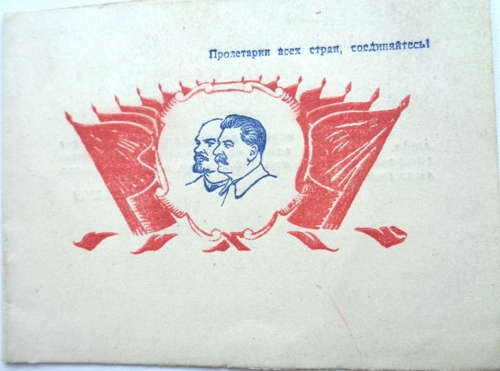 Пролетарии всех стран, соединяйтесь!